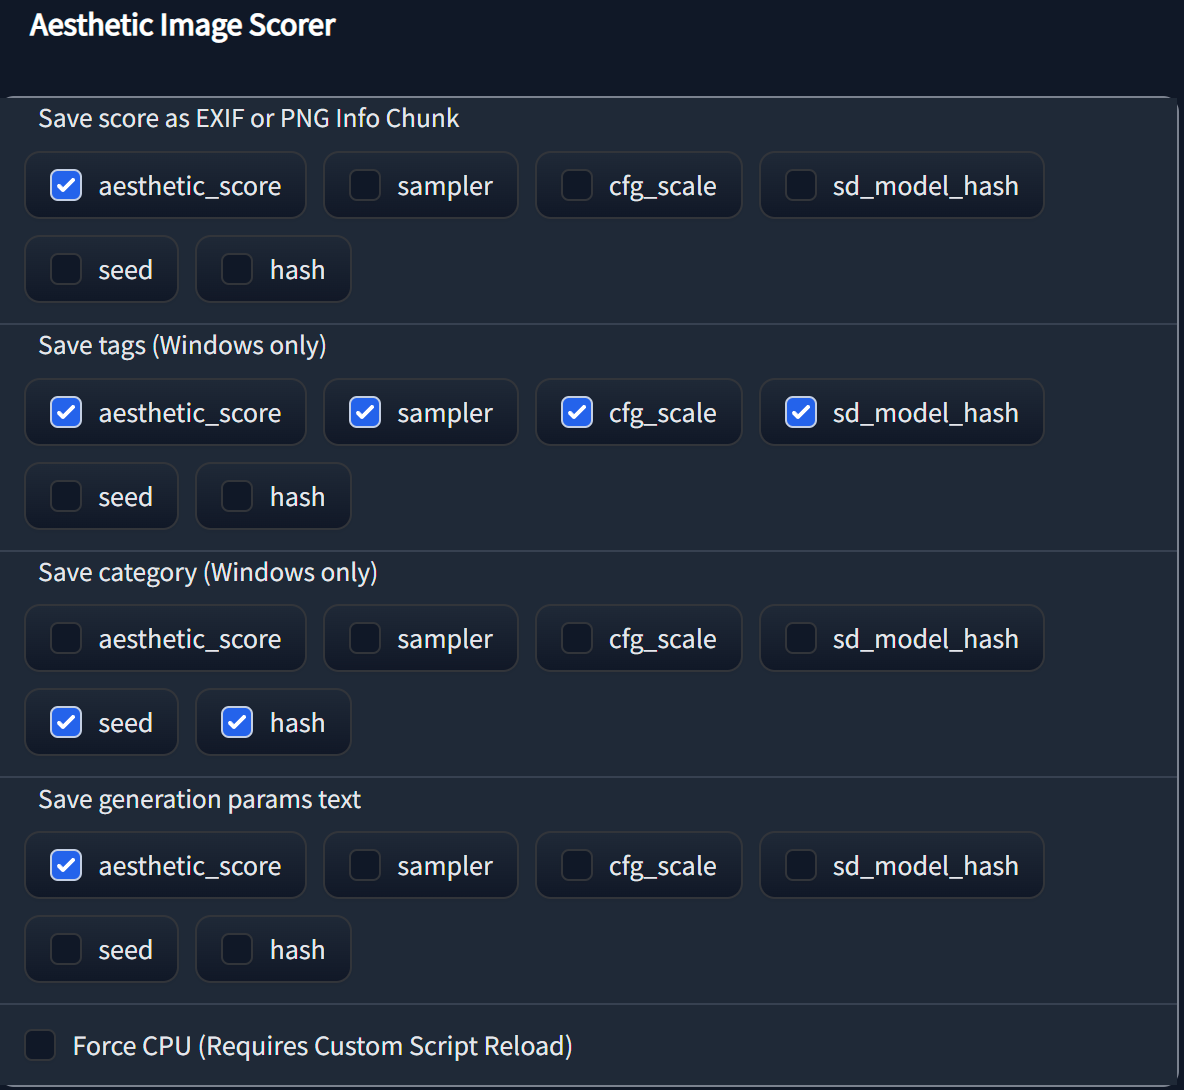 Aesthetic Image Scorer
Save score as EXIF or PNG Info Chunk
aesthetic_score sampler cfg_scale sd_model_hash
seed hash
Save tags (Windows only)
aesthetic_score sampler cfg_scale sd_model_hash
seed hash
Save category (Windows only)
aesthetic_score sampler cfg_scale sd_model_hash
seed hash
Save generation params text
aesthetic_score sampler cfg_scale sd_model_hash
seed hash
Force CPU (Requires Custom Script Reload)